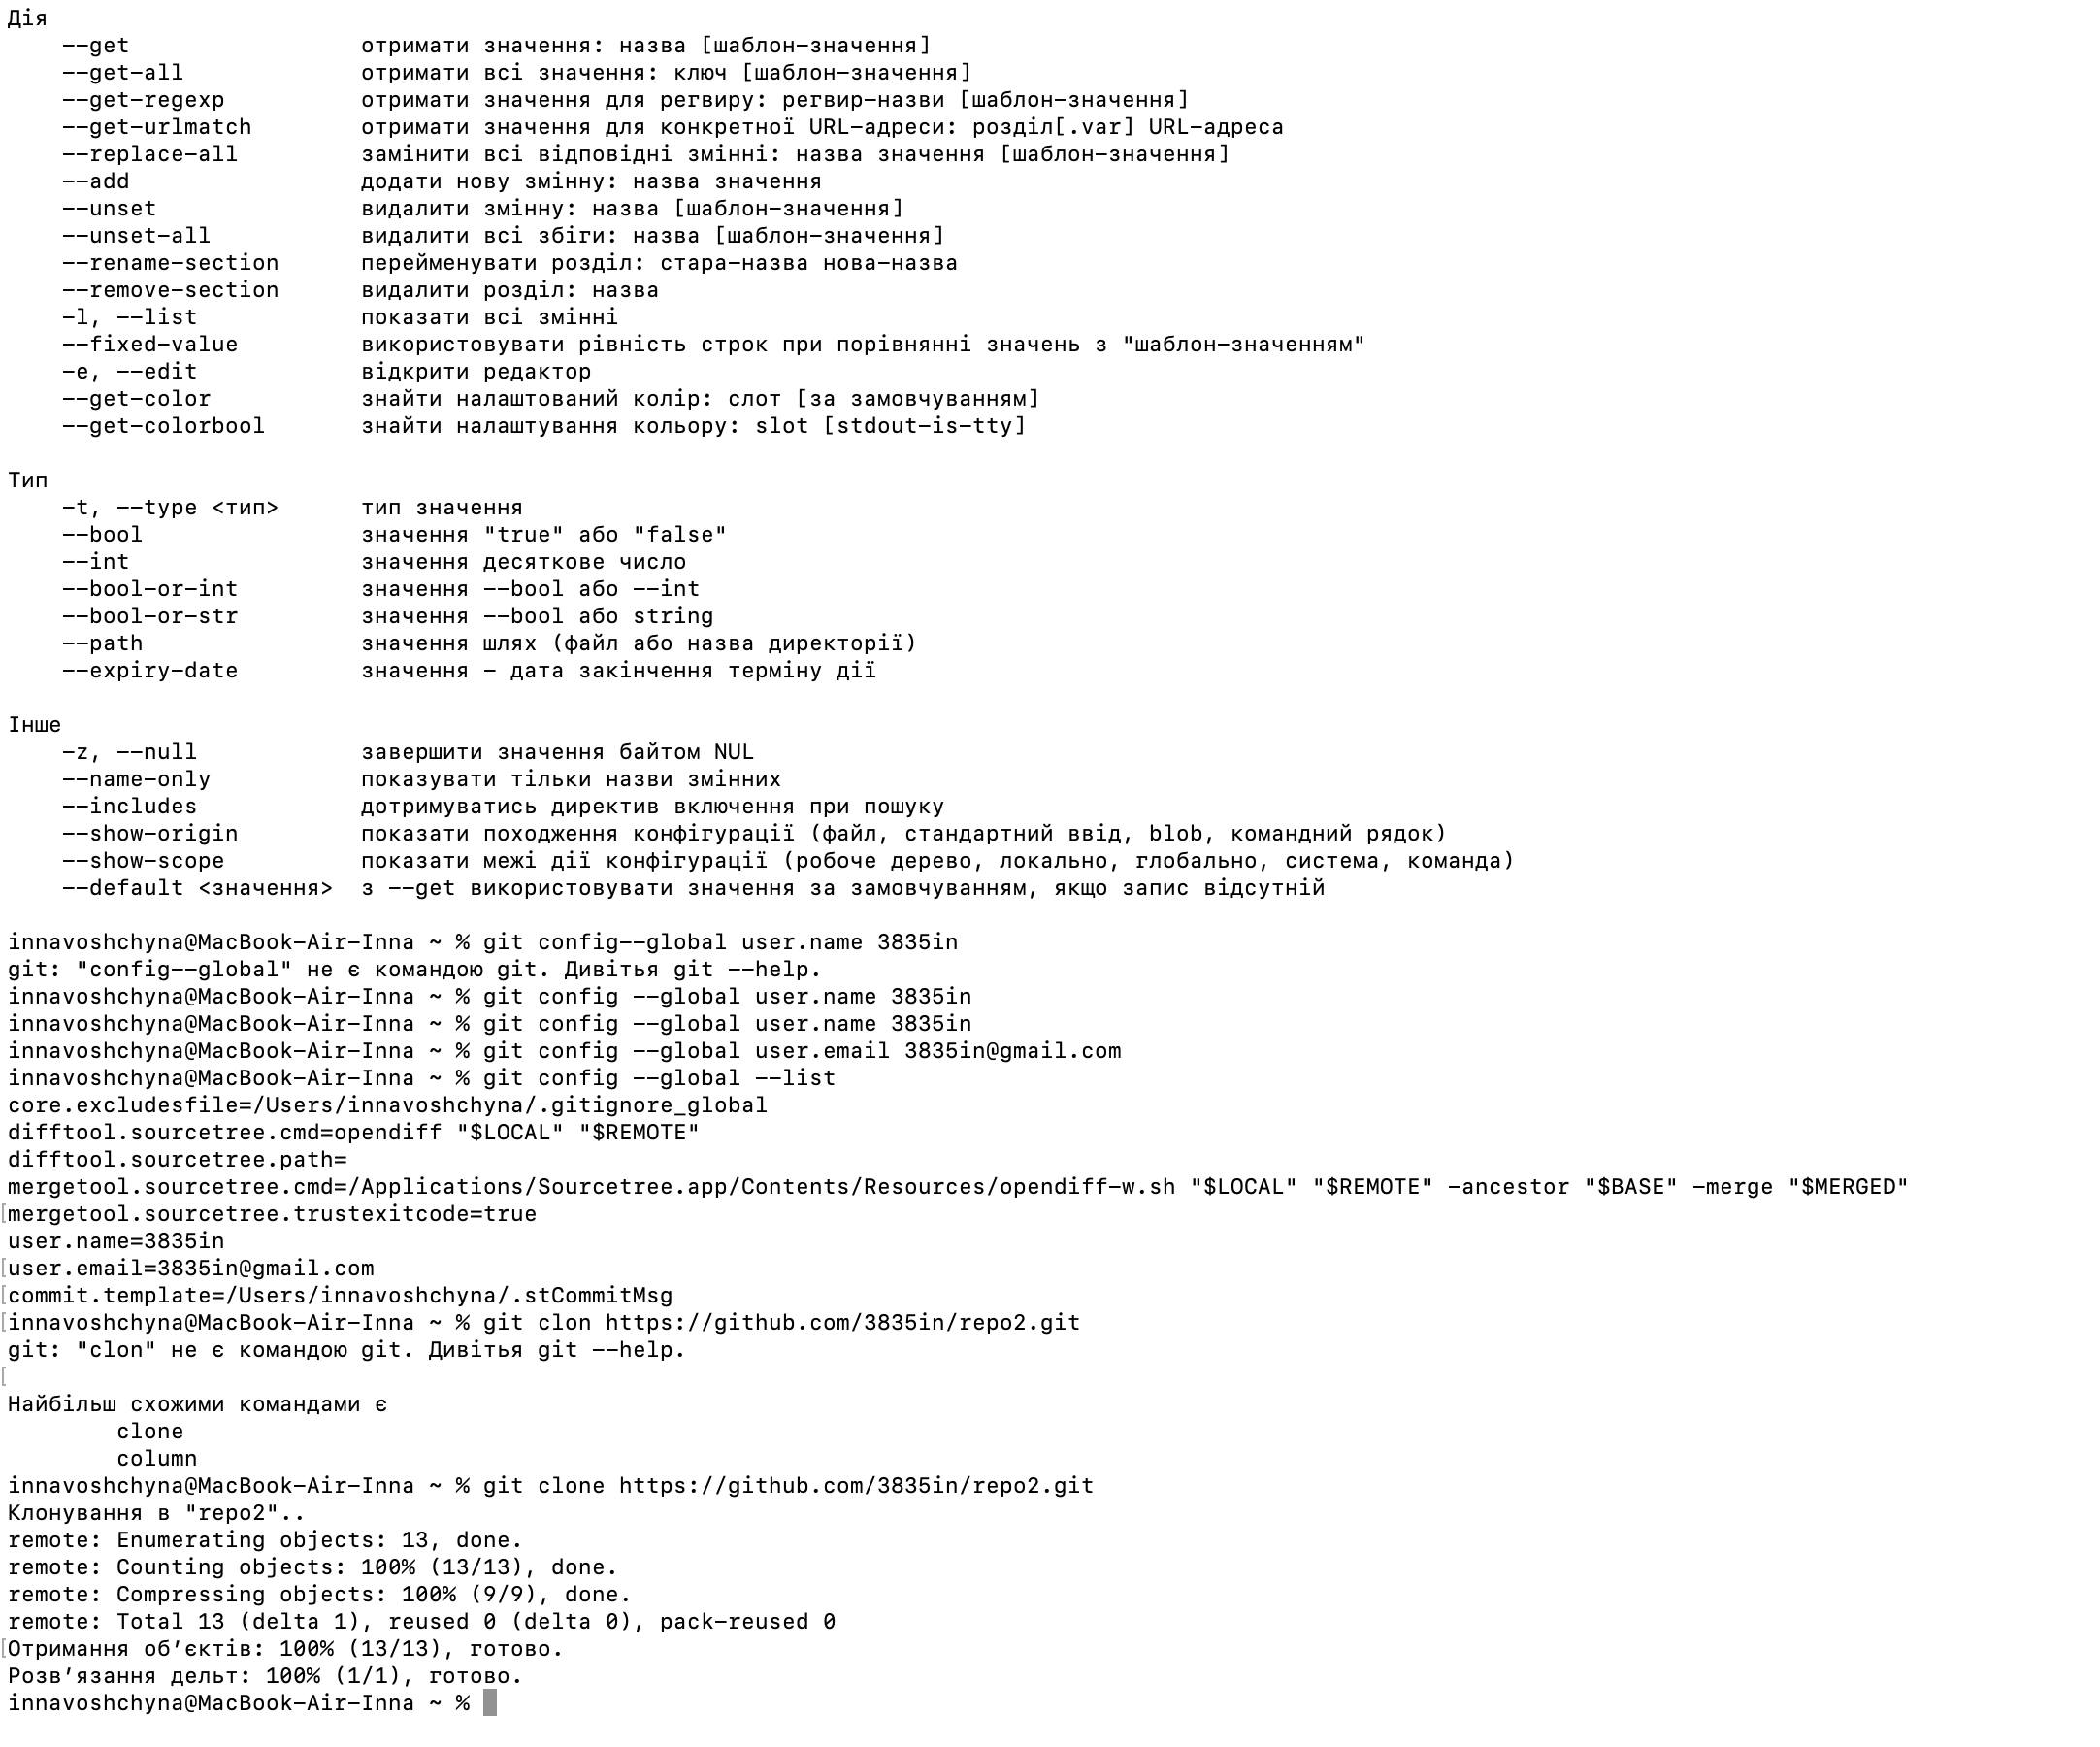 Дія
    --get                 отримати значення: назва [шаблон-значення]
    --get-all             отримати всі значення: ключ [шаблон-значення]
    --get-regexp          отримати значення для регвиру: регвир-назви [шаблон-значення]
    --get-urlmatch        отримати значення для конкретної URL-адреси: розділ[.var] URL-адреса
    --replace-all         замінити всі відповідні змінні: назва значення [шаблон-значення]
    --add                 додати нову змінну: назва значення
    --unset               видалити змінну: назва [шаблон-значення]
    --unset-all           видалити всі збіги: назва [шаблон-значення]
    --rename-section      перейменувати розділ: стара-назва нова-назва
    --remove-section      видалити розділ: назва
    -l, --list            показати всі змінні
    --fixed-value         використовувати рівність строк при порівнянні значень з "шаблон-значенням"
    -e, --edit            відкрити редактор
    --get-color           знайти налаштований колір: слот [за замовчуванням]
    --get-colorbool       знайти налаштування кольору: slot [stdout-is-tty]

Тип
    -t, --type <тип>      тип значення
    --bool                значення "true" або "false"
    --int                 значення десяткове число
    --bool-or-int         значення --bool або --int
    --bool-or-str         значення --bool або string
    --path                значення шлях (файл або назва директорії)
    --expiry-date         значення - дата закінчення терміну дії

Інше
    -z, --null            завершити значення байтом NUL
    --name-only           показувати тільки назви змінних
    --includes            дотримуватись директив включення при пошуку
    --show-origin         показати походження конфігурації (файл, стандартний ввід, blob, командний рядок)
    --show-scope          показати межі дії конфігурації (робоче дерево, локально, глобально, система, команда)
    --default <значення>  з --get використовувати значення за замовчуванням, якщо запис відсутній

innavoshchyna@MacBook-Air-Inna ~ % git config--global user.name 3835in
git: "config--global" не є командою git. Дивітья git --help.
innavoshchyna@MacBook-Air-Inna ~ % git config --global user.name 3835in
innavoshchyna@MacBook-Air-Inna ~ % git config --global user.name 3835in
innavoshchyna@MacBook-Air-Inna ~ % git config --global user.email 3835in@gmail.com
innavoshchyna@MacBook-Air-Inna ~ % git config --global --list
core.excludesfile=/Users/innavoshchyna/.gitignore_global
difftool.sourcetree.cmd=opendiff "$LOCAL" "$REMOTE"
difftool.sourcetree.path=
mergetool.sourcetree.cmd=/Applications/Sourcetree.app/Contents/Resources/opendiff-w.sh "$LOCAL" "$REMOTE" -ancestor "$BASE" -merge "$MERGED"
mergetool.sourcetree.trustexitcode=true
user.name=3835in
user.email=3835in@gmail.com
commit.template=/Users/innavoshchyna/.stCommitMsg
innavoshchyna@MacBook-Air-Inna ~ % git clon https://github.com/3835in/repo2.git
git: "clon" не є командою git. Дивітья git --help.

Найбільш схожими командами є
        clone
        column
innavoshchyna@MacBook-Air-Inna ~ % git clone https://github.com/3835in/repo2.git
Клонування в "repo2"..
remote: Enumerating objects: 13, done.
remote: Counting objects: 100% (13/13), done.
remote: Compressing objects: 100% (9/9), done.
remote: Total 13 (delta 1), reused 0 (delta 0), pack-reused 0
Отримання об’єктів: 100% (13/13), готово.
Розв’язання дельт: 100% (1/1), готово.
innavoshchyna@MacBook-Air-Inna ~ %